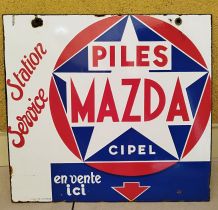 Station
Service
PILES
MAZDA
CIPEL
en vente
ici